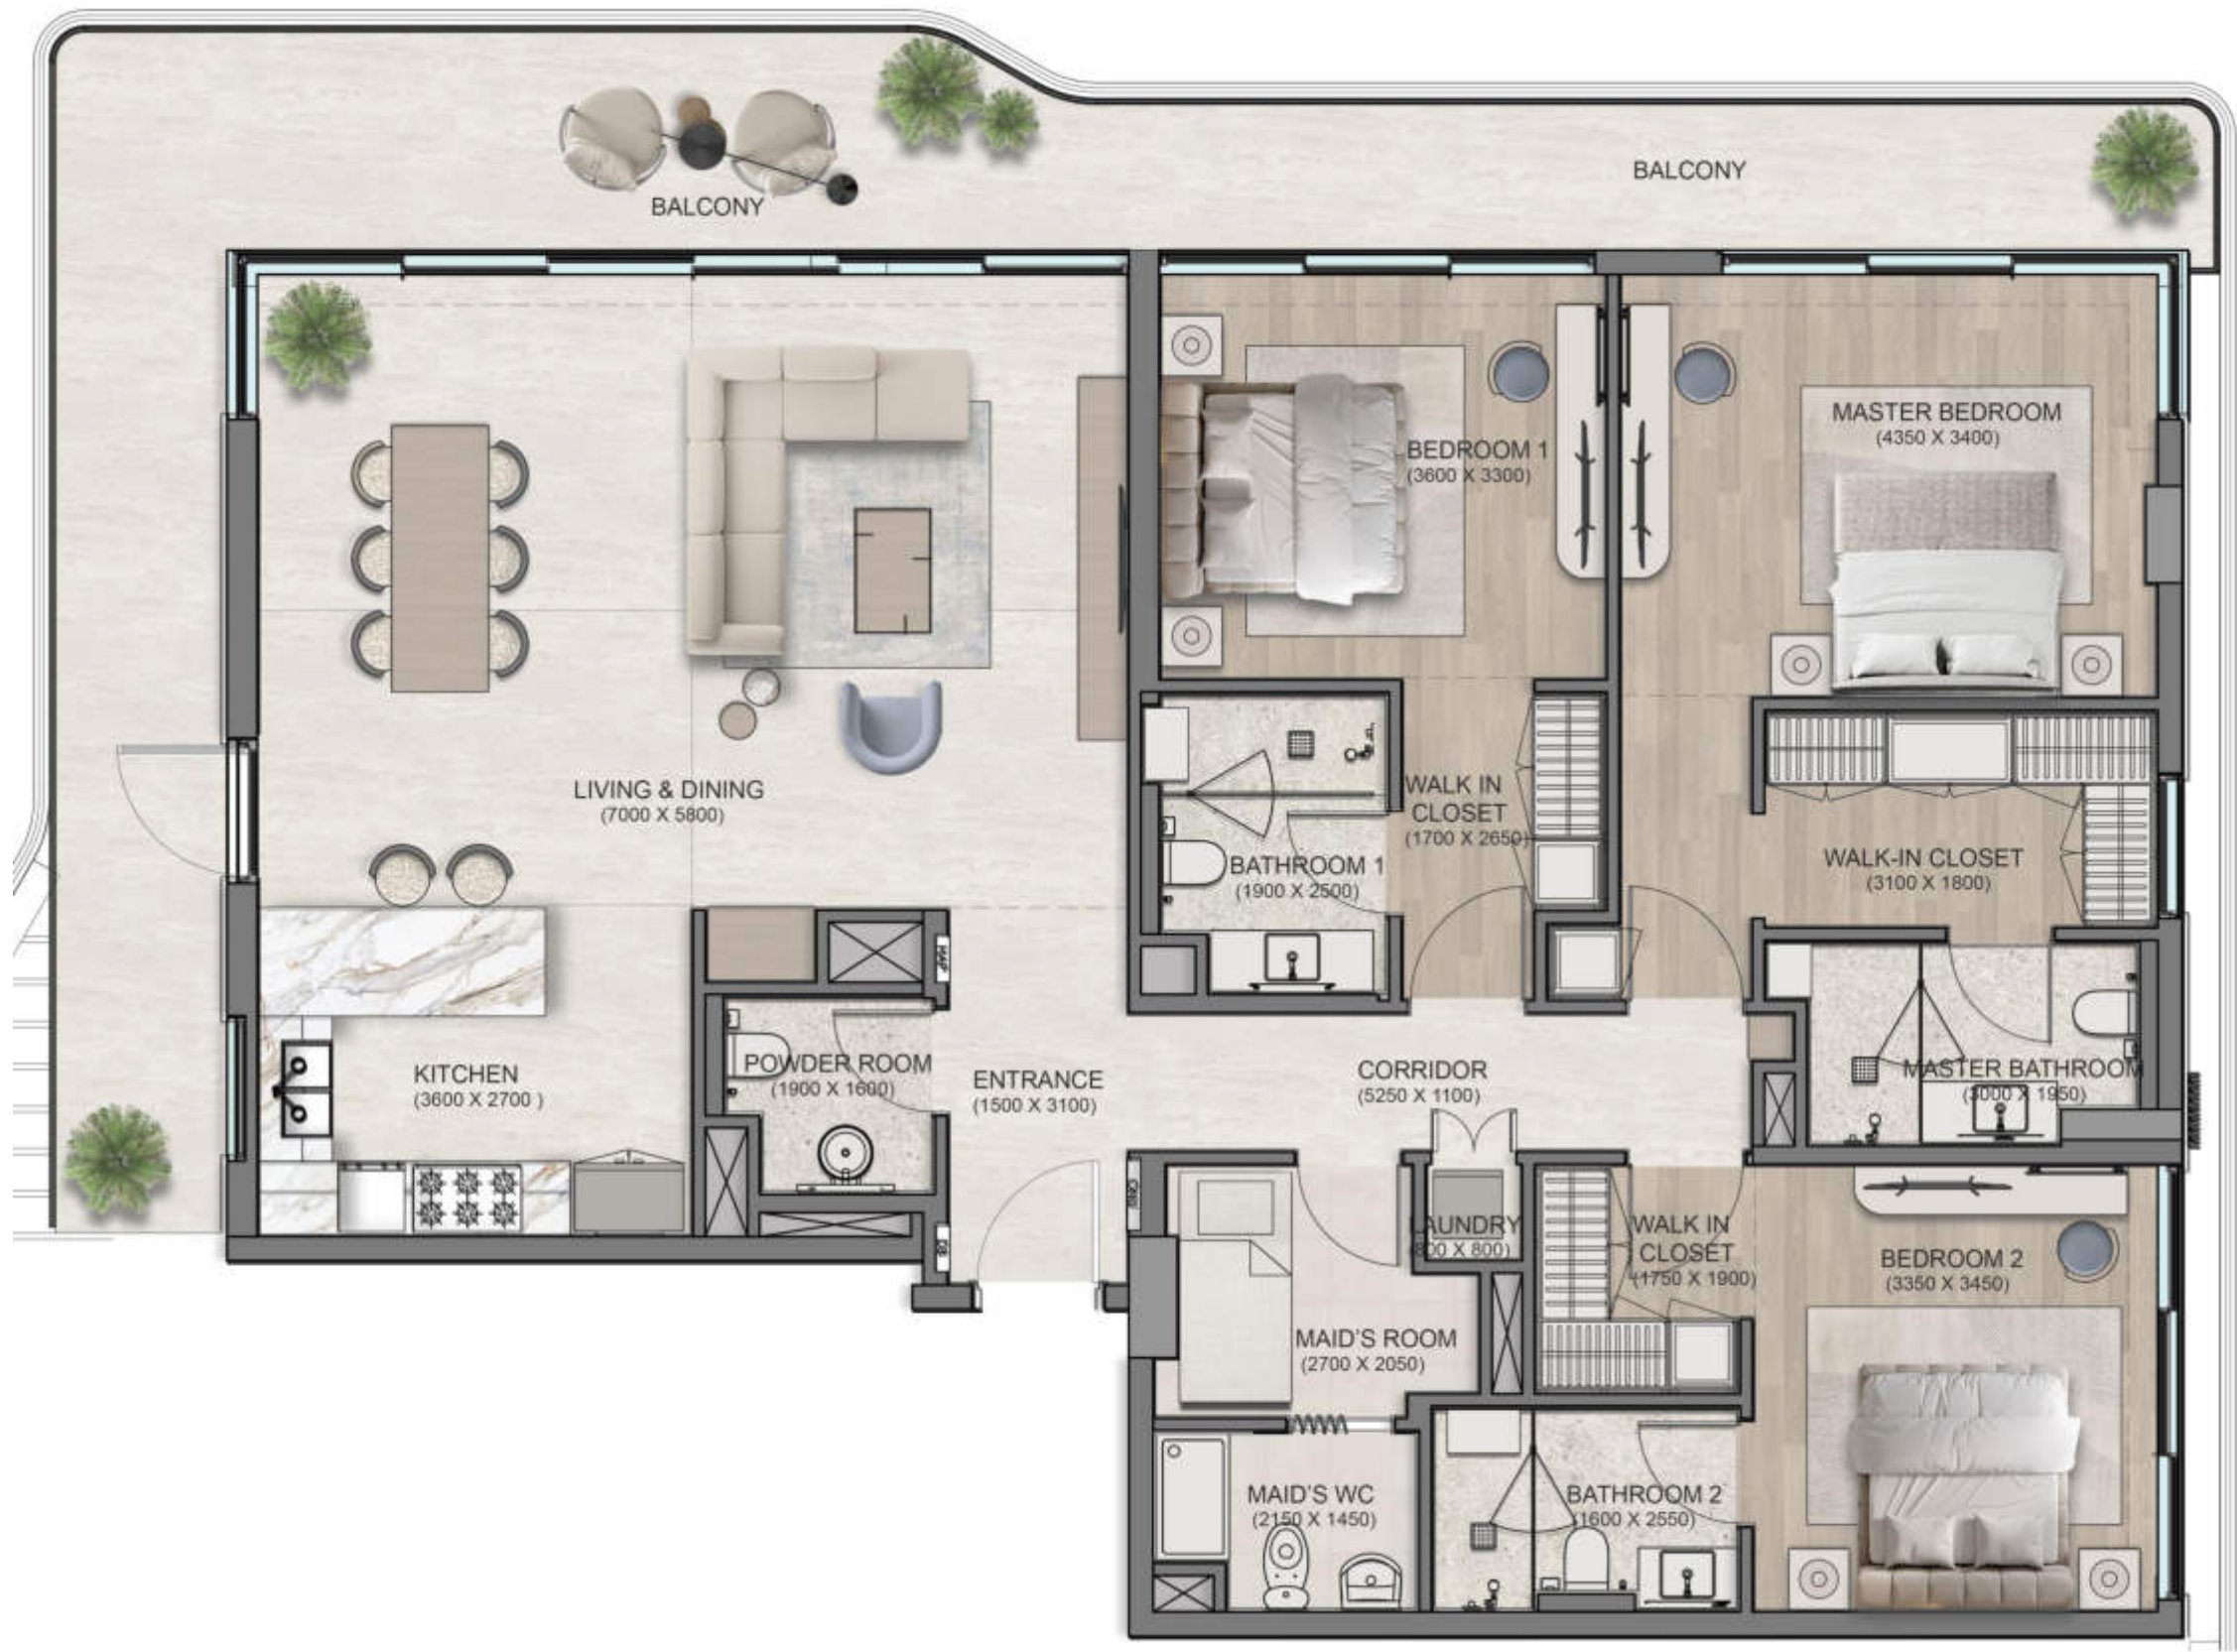 BALCONY
BALCONY
MASTER BEDROOM
(4350 X 3400)
BEDROOM 1
(3600 X 3300)
LIVING & DINING
(7000 X 5800)
WALK IN
CLOSET
(1700 X 2650)
BATHROOM 1
(1900 X 2500)
WALK-IN CLOSET
(3100 X 1800)
KITCHEN
(3600 X 2700 )
POWDER ROOM
(1900 X 1600)
ENTRANCE
(1500 X 3100)
CORRIDOR
(5250 X 1100)
MASTER BATHROOM
(3000 X 1950)
LAUNDRY
(800 X 800)
WALK IN
CLOSET
(1750 X 1900)
BEDROOM 2
(3350 X 3450)
MAID'S ROOM
(2700 X 2050)
MAID'S WC
(2150 X 1450)
BATHROOM 2
(1600 X 2550)